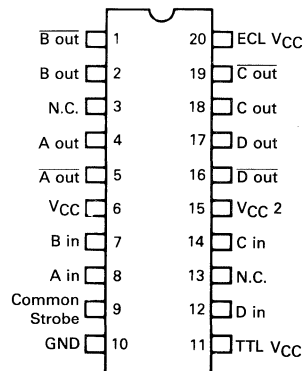 B out 1 20 ECL VCC
B out 2 19 C out
N.C. 3 18 C out
A out 4 17 D out
A out 5 16 D out
VCC 6 15 VCC 2
B in 7 14 C in
A in 8 13 N.C.
Common
Strobe 9 12 D in
GND 10 11 TTL VCC